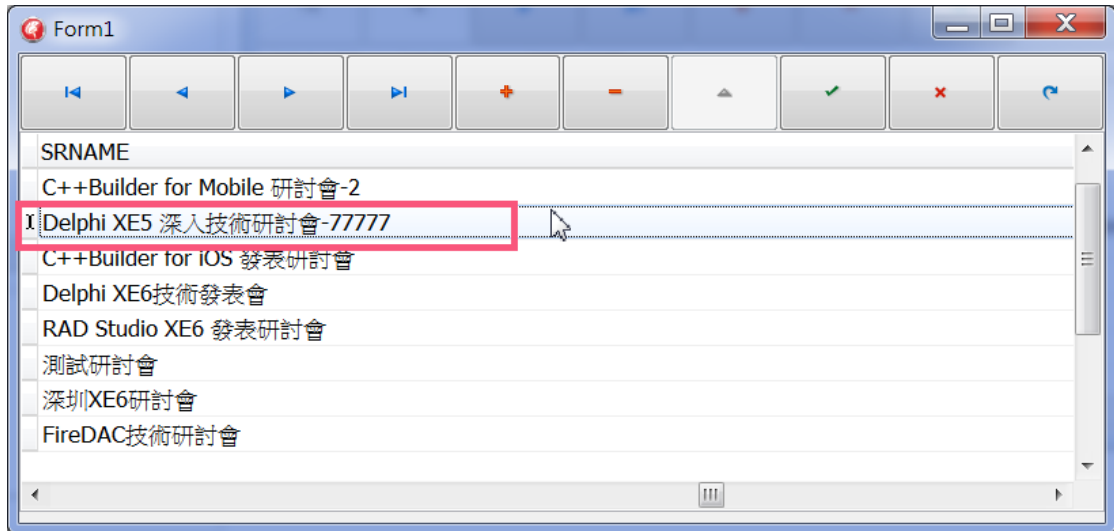 Form1
SRNAME
C++Builder for Mobile 研討會-2
Delphi XE5 深入技術研討會-77777
C++Builder for iOS 發表研討會
Delphi XE6技術發表會
RAD Studio XE6 發表研討會
測試研討會
深圳XE6研討會
FireDAC技術研討會